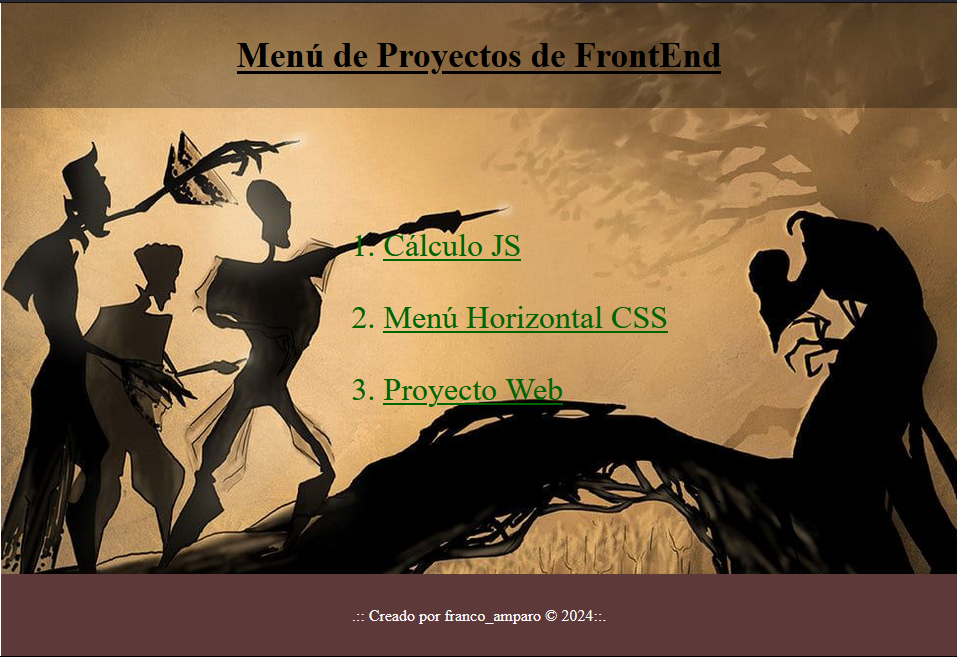 Menú de Proyectos de FrontEnd
1. Cálculo JS
2. Menú Horizontal CSS
3. Proyecto Web
.:: Creado por franco_amparo © 2024::.